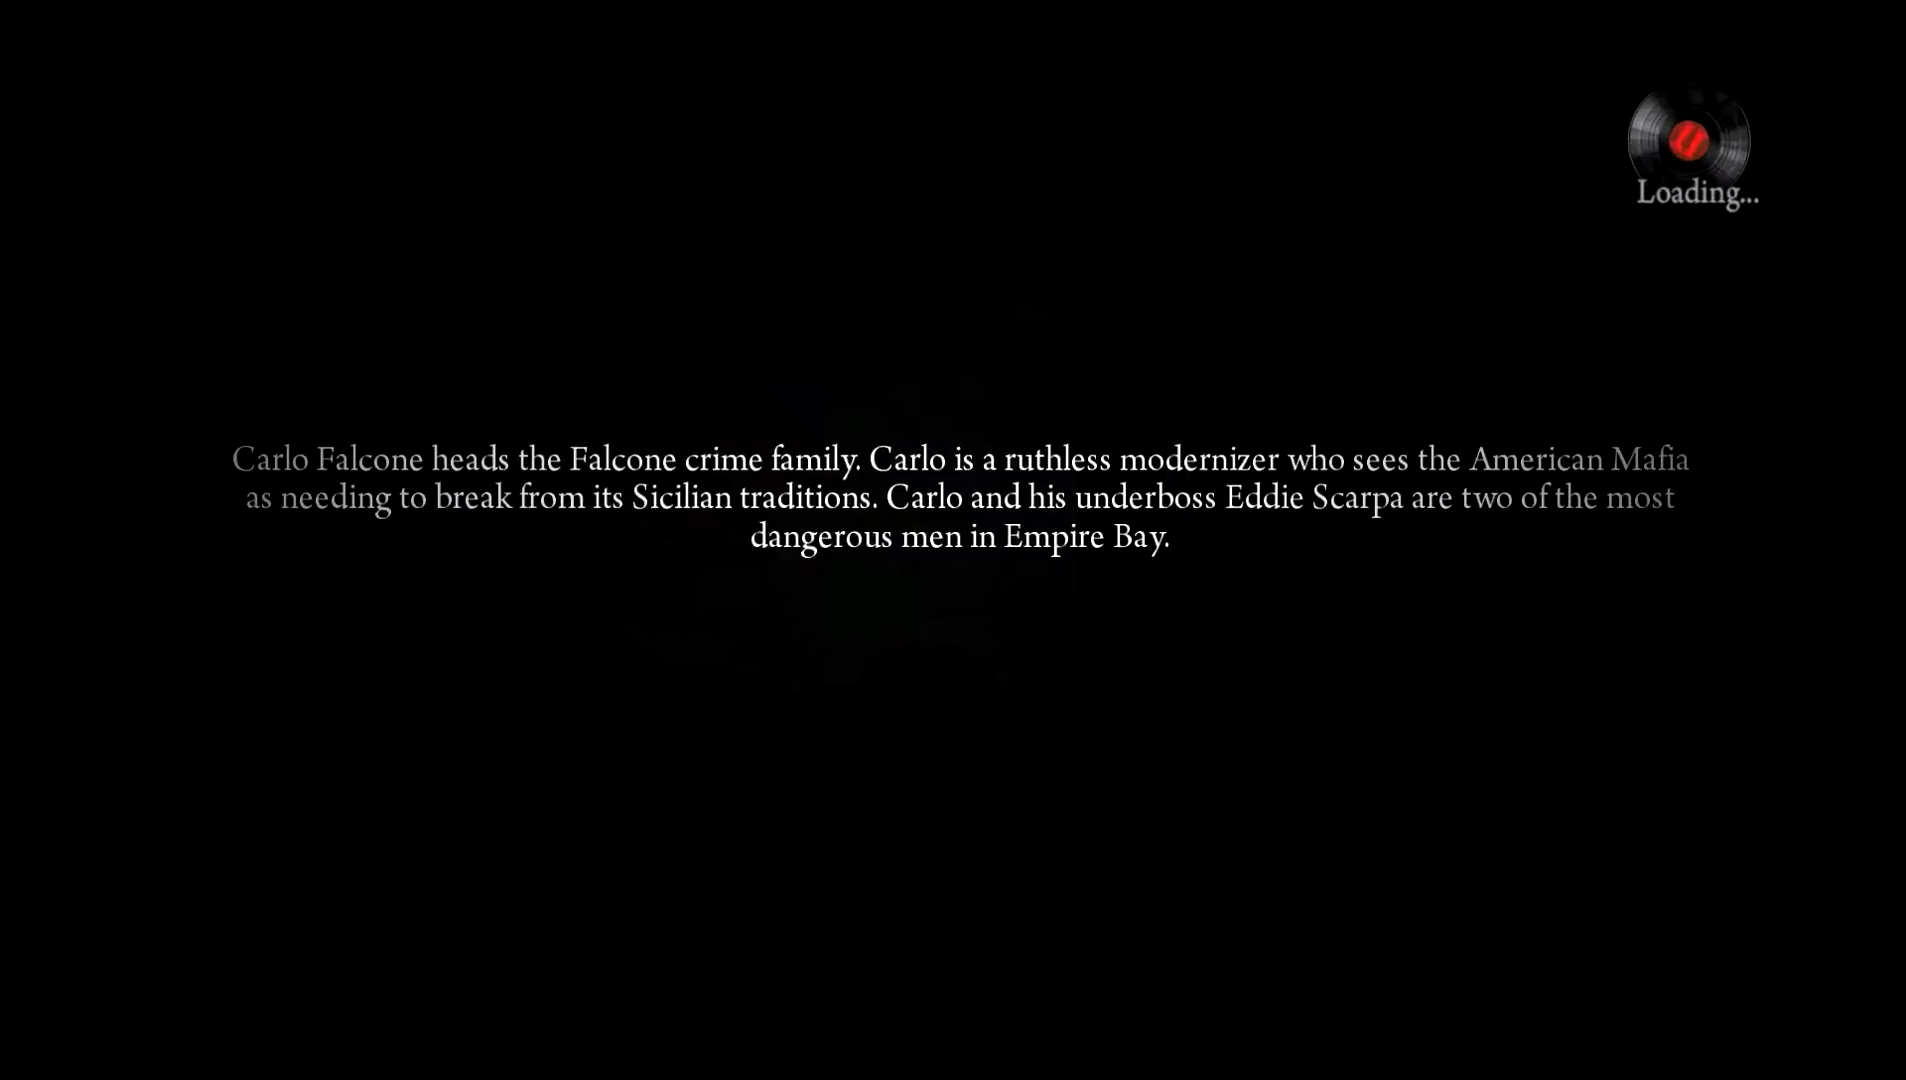 Loading...
Carlo Falcone heads the Falcone crime family. Carlo is a ruthless modernizer who sees the American Mafia
as needing to break from its Sicilian traditions. Carlo and his underboss Eddie Scarpa are two of the most
dangerous men in Empire Bay.